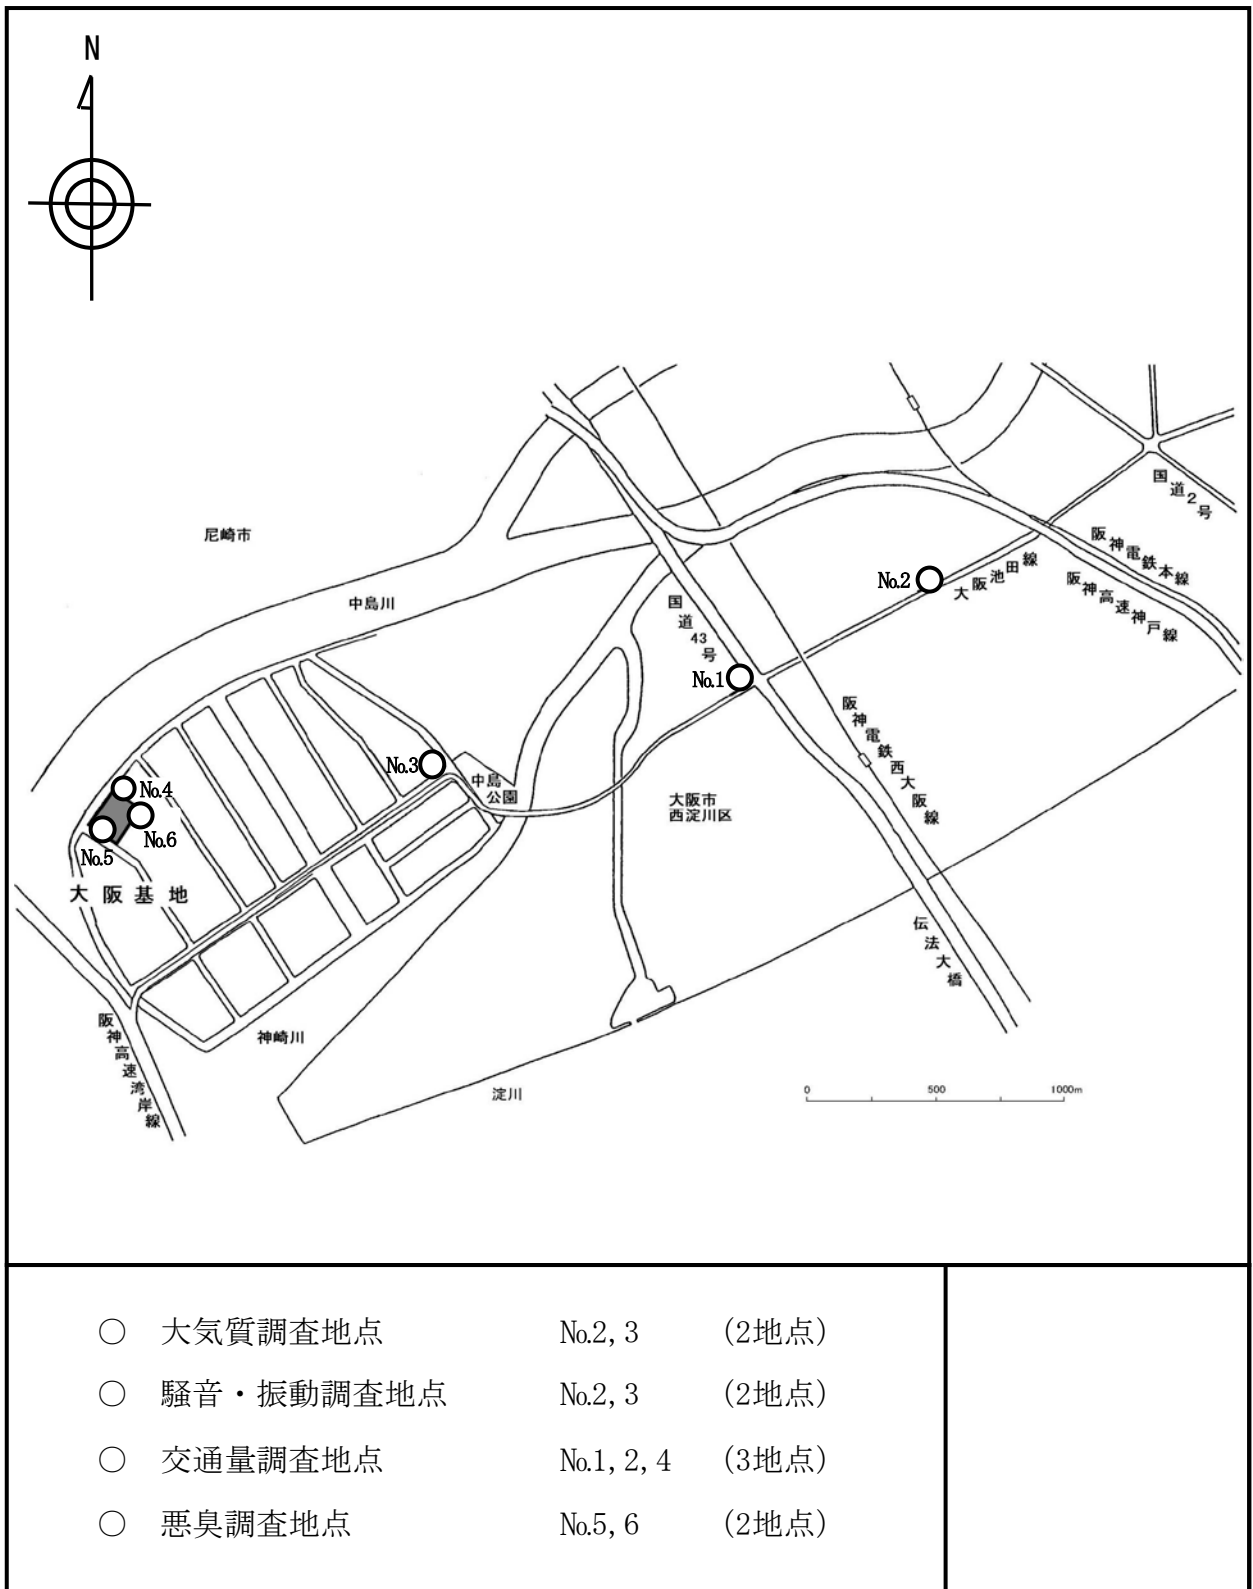 N
尼崎市
中島川
国道2号
阪神電鉄本線
阪神高速神戸線
No.2
大阪池田線
国道43号
No.1
阪神電鉄西大阪線
No.3
中島
公園
No.4
No.6
No.5
大阪市
西淀川区
大阪基地
伝法大橋
阪神高速湾岸線
神崎川
淀川
0 500 1000m
○ 大気質調査地点 No.2, 3 (2地点)
○ 騒音・振動調査地点 No.2, 3 (2地点)
○ 交通量調査地点 No.1, 2, 4 (3地点)
○ 悪臭調査地点 No.5, 6 (2地点)